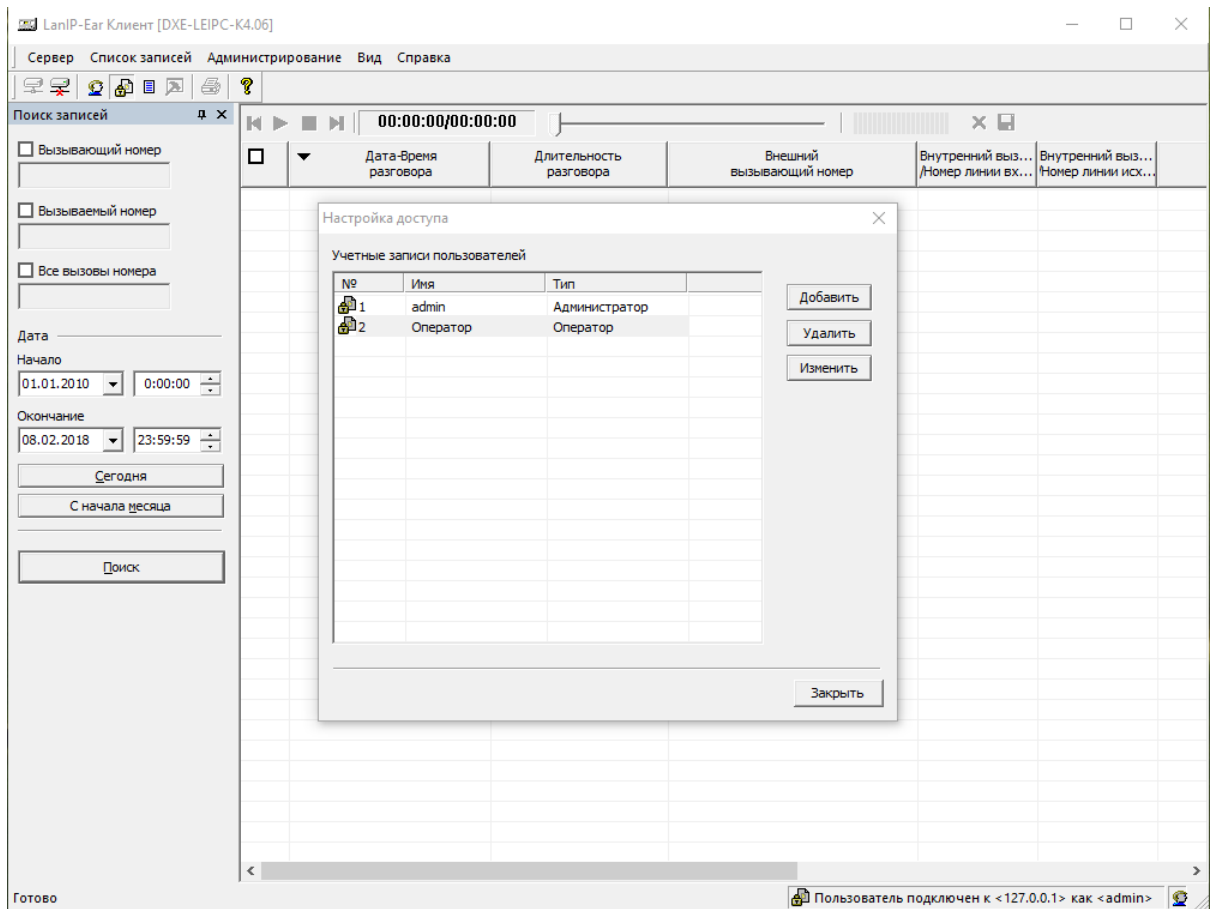 LanIP-Ear Клиент [DXE-LEIPC-K4.06]
Сервер Список записей Администрирование Вид Справка
Поиск записей
00:00:00/00:00:00
Вызывающий номер
Вызываемый номер
Все вызовы номера
Дата
Начало
01.01.2010 0:00:00
Окончание
08.02.2018 23:59:59
Сегодня
С начала месяца
Поиск
Дата-Время разговора
Длительность разговора
Внешний вызывающий номер
Внутренний выз... /Номер линии вх...
Внутренний выз... /Номер линии исх...
Настройка доступа
Учетные записи пользователей
№ Имя Тип
1 admin Администратор
2 Оператор Оператор
Добавить
Удалить
Изменить
Закрыть
Готово
Пользователь подключен к <127.0.0.1> как <admin>